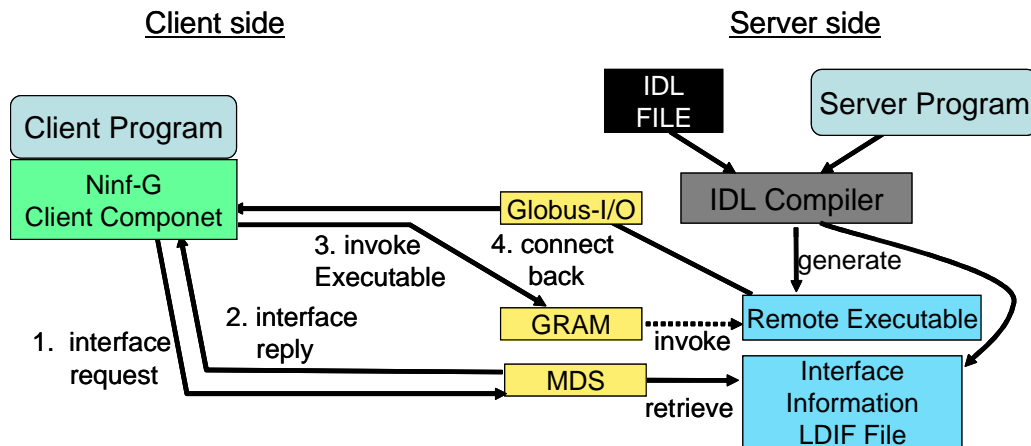 Client side
Server side
IDL
FILE
Server Program
Client Program
Ninf-G
Client Componet
IDL Compiler
Globus-I/O
3. invoke
Executable
4. connect
back
generate
2. interface
reply
GRAM
invoke
Remote Executable
1. interface
request
MDS
retrieve
Interface
Information
LDIF File